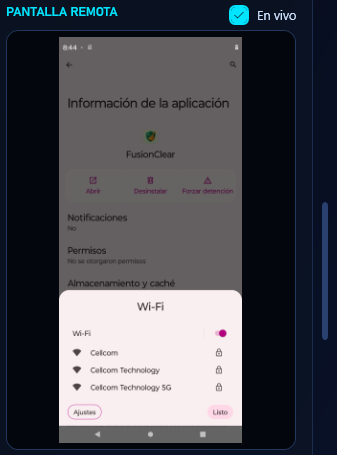 PANTALLA REMOTA
En vivo
8:44
Información de la aplicación
FusionClear
Abrir
Desinstalar
Forzar detención
Notificaciones
No
Permisos
No se otorgaron permisos
Almacenamiento y caché
Wi-Fi
Wi-Fi
Cellcom
Cellcom Technology
Cellcom Technology 5G
Ajustes
Listo